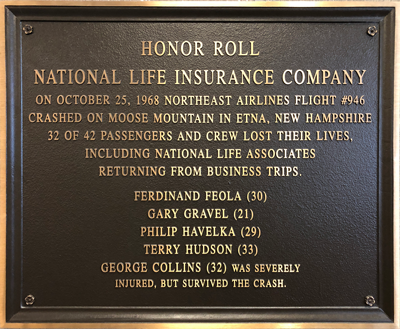 HONOR ROLL
NATIONAL LIFE INSURANCE COMPANY
ON OCTOBER 25, 1968 NORTHEAST AIRLINES FLIGHT #946
CRASHED ON MOOSE MOUNTAIN IN ETNA, NEW HAMPSHIRE
32 OF 42 PASSENGERS AND CREW LOST THEIR LIVES,
INCLUDING NATIONAL LIFE ASSOCIATES
RETURNING FROM BUSINESS TRIPS.
FERDINAND FEOLA (30)
GARY GRAVEL (21)
PHILIP HAVELKA (29)
TERRY HUDSON (33)
GEORGE COLLINS (32) WAS SEVERELY
INJURED, BUT SURVIVED THE CRASH.